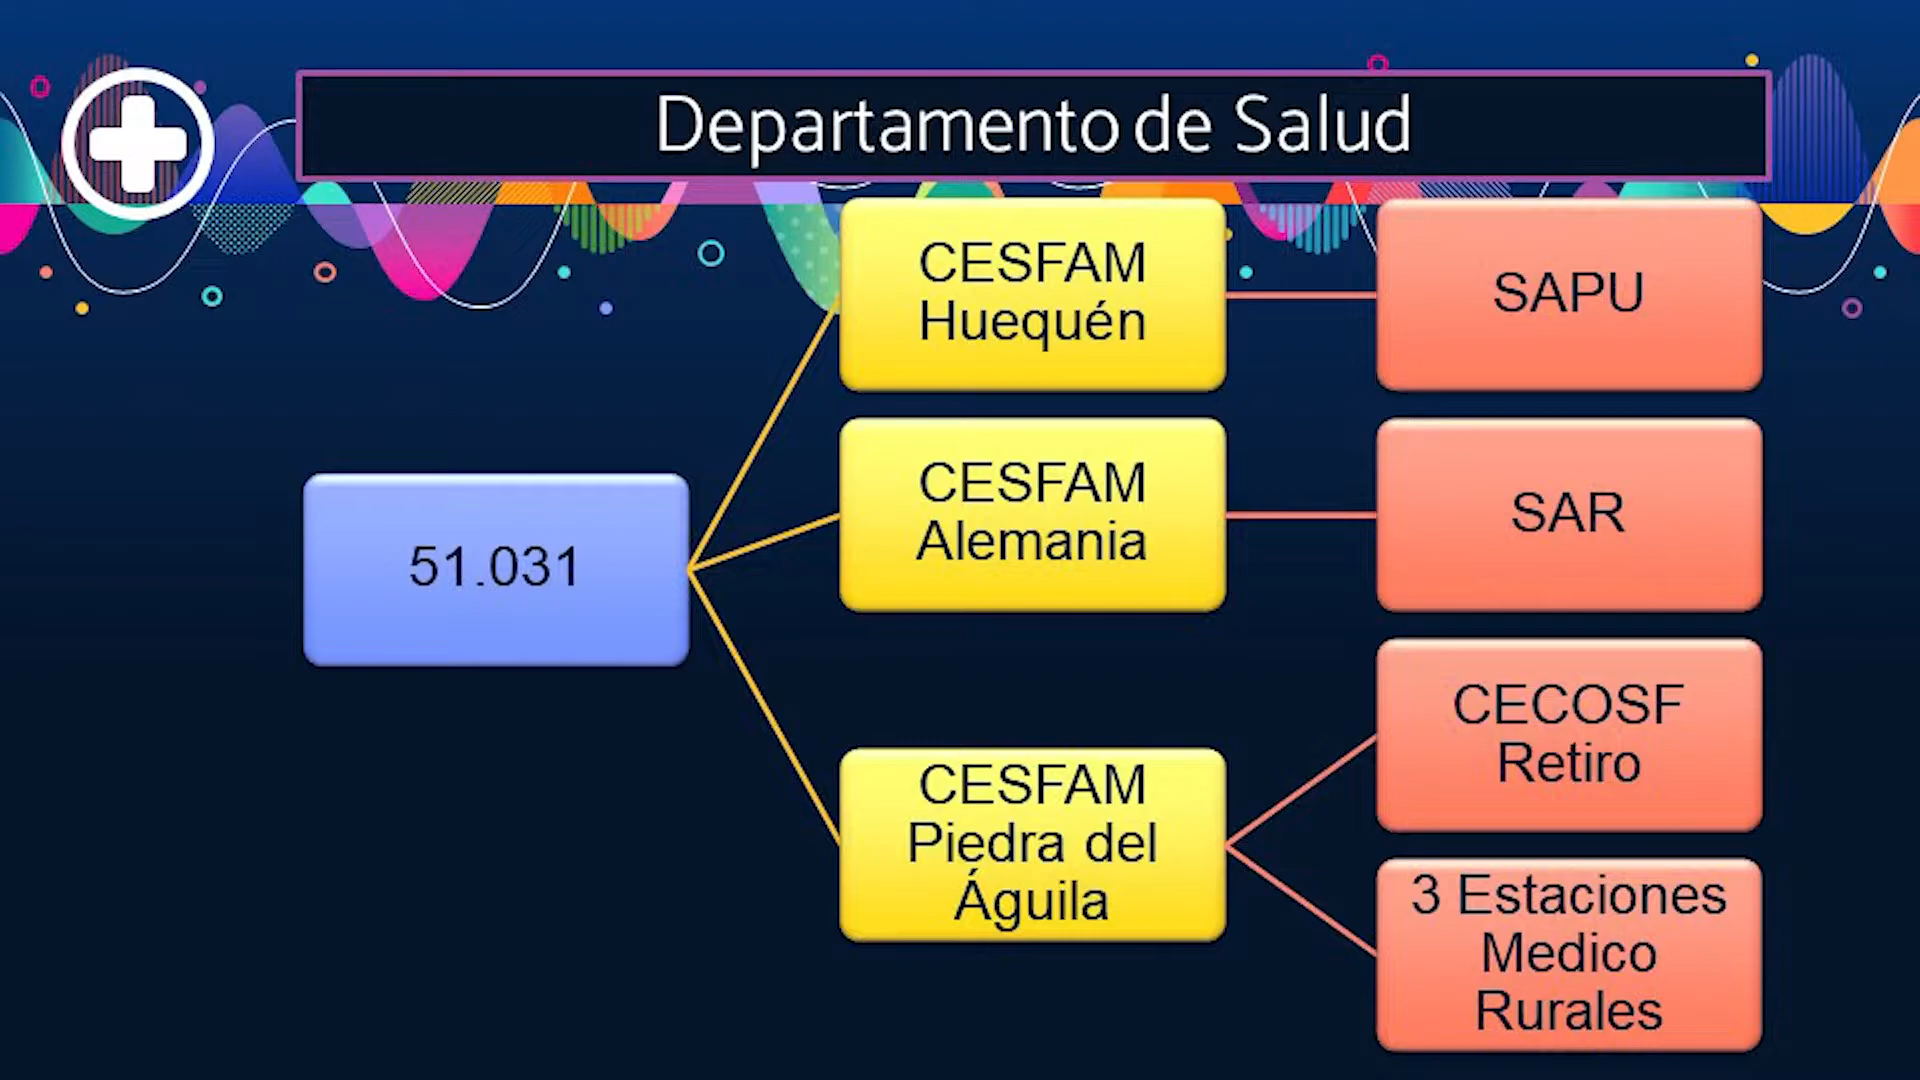 Departamento de Salud
51.031
CESFAM
Huequén
SAPU
CESFAM
Alemania
SAR
CESFAM
Piedra del
Águila
CECOSF
Retiro
3 Estaciones
Medico
Rurales